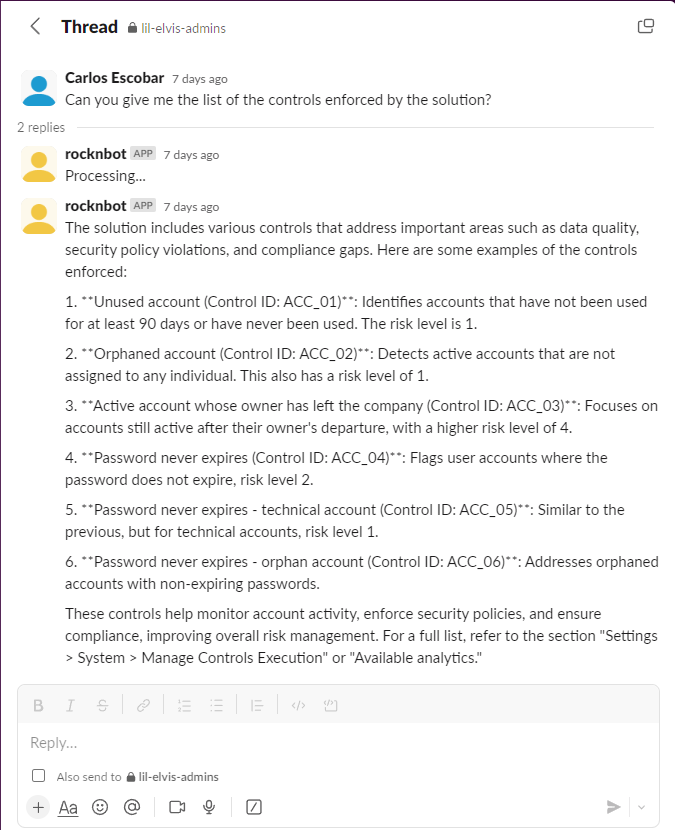 Thread lil-elvis-admins
Carlos Escobar 7 days ago
Can you give me the list of the controls enforced by the solution?
2 replies
rocknbot APP 7 days ago
Processing...
rocknbot APP 7 days ago
The solution includes various controls that address important areas such as data quality,
security policy violations, and compliance gaps. Here are some examples of the controls
enforced:
1. **Unused account (Control ID: ACC_01)**: Identifies accounts that have not been used
for at least 90 days or have never been used. The risk level is 1.
2. **Orphaned account (Control ID: ACC_02)**: Detects active accounts that are not
assigned to any individual. This also has a risk level of 1.
3. **Active account whose owner has left the company (Control ID: ACC_03)**: Focuses on
accounts still active after their owner's departure, with a higher risk level of 4.
4. **Password never expires (Control ID: ACC_04)**: Flags user accounts where the
password does not expire, risk level 2.
5. **Password never expires - technical account (Control ID: ACC_05)**: Similar to the
previous, but for technical accounts, risk level 1.
6. **Password never expires - orphan account (Control ID: ACC_06)**: Addresses orphaned
accounts with non-expiring passwords.
These controls help monitor account activity, enforce security policies, and ensure
compliance, improving overall risk management. For a full list, refer to the section "Settings
> System > Manage Controls Execution" or "Available analytics."
B I S
Reply...
Also send to lil-elvis-admins
Aa